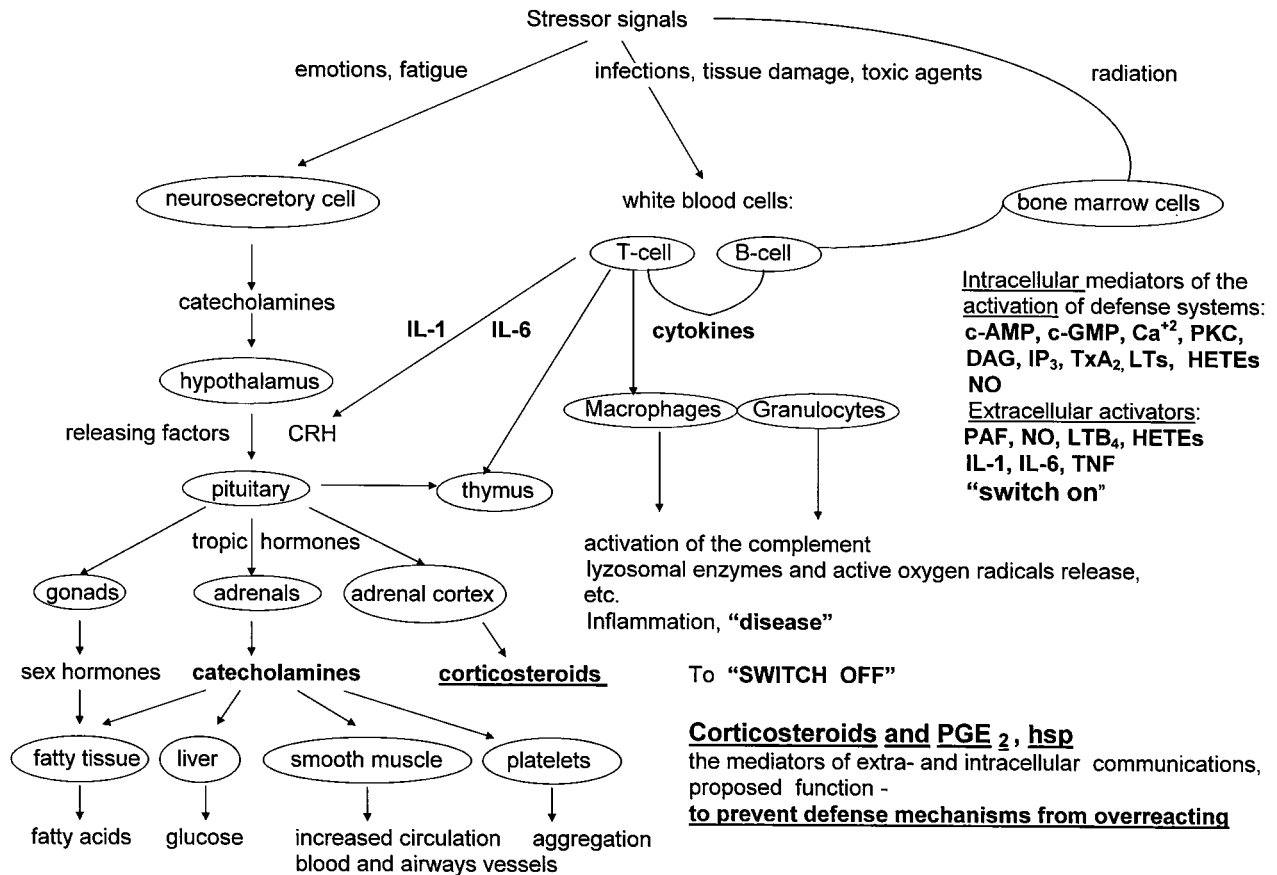 Stressor signals
emotions, fatigue
infections, tissue damage, toxic agents
radiation
neurosecretory cell
white blood cells:
bone marrow cells
T-cell
B-cell
catecholamines
IL-1
IL-6
cytokines
hypothalamus
Macrophages
Granulocytes
releasing factors
CRH
pituitary
thymus
Intracellular mediators of the
activation of defense systems:
c-AMP, c-GMP, Ca⁺², PKC,
DAG, IP₃, TxA₂, LTs, HETEs
NO
Extracellular activators:
PAF, NO, LTB₄, HETEs
IL-1, IL-6, TNF
“switch on”
tropic hormones
gonads
adrenals
adrenal cortex
activation of the complement
lyzosomal enzymes and active oxygen radicals release,
etc.
Inflammation, “disease”
sex hormones
catecholamines
corticosteroids
To “SWITCH OFF”
fatty tissue
liver
smooth muscle
platelets
Corticosteroids and PGE ₂ , hsp
the mediators of extra- and intracellular communications,
proposed function -
to prevent defense mechanisms from overreacting
fatty acids
glucose
increased circulation
blood and airways vessels
aggregation